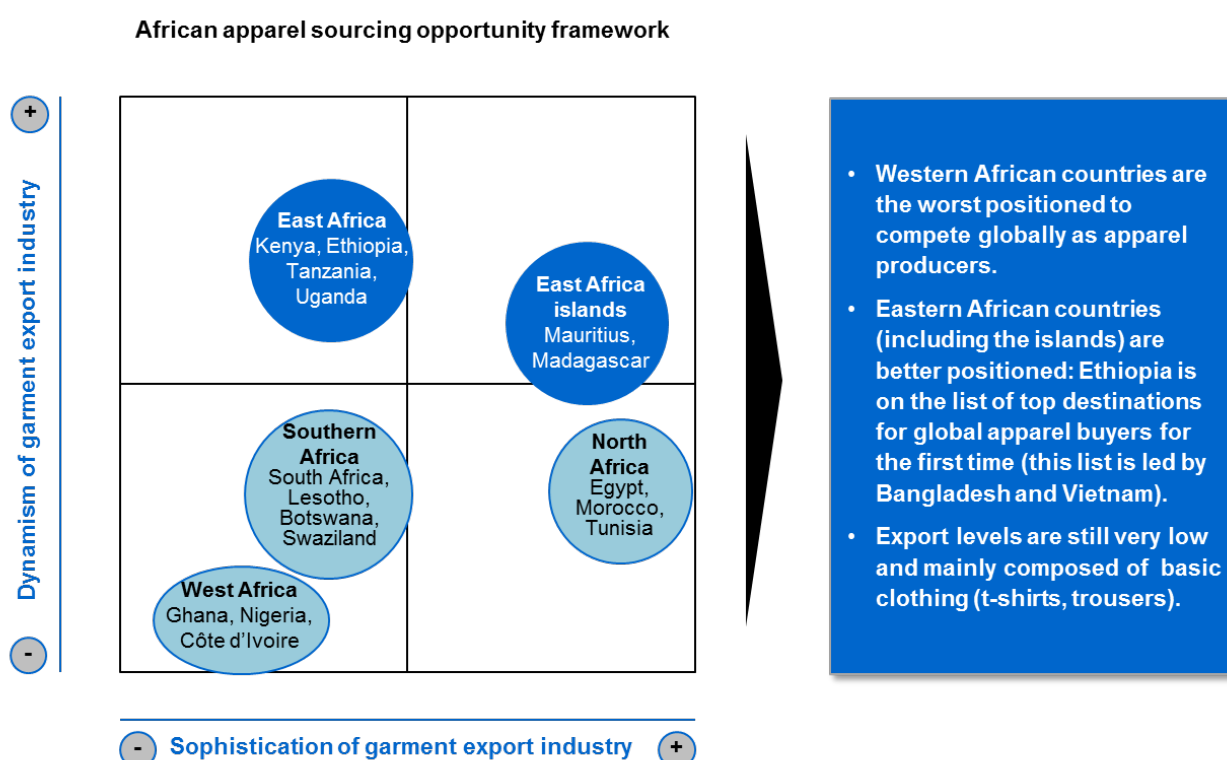 African apparel sourcing opportunity framework
+
Dynamism of garment export industry
-
East Africa
Kenya, Ethiopia,
Tanzania,
Uganda
East Africa
islands
Mauritius,
Madagascar
Southern
Africa
South Africa,
Lesotho,
Botswana,
Swaziland
North
Africa
Egypt,
Morocco,
Tunisia
West Africa
Ghana, Nigeria,
Côte d’Ivoire
- Sophistication of garment export industry +
• Western African countries are
the worst positioned to
compete globally as apparel
producers.
• Eastern African countries
(including the islands) are
better positioned: Ethiopia is
on the list of top destinations
for global apparel buyers for
the first time (this list is led by
Bangladesh and Vietnam).
• Export levels are still very low
and mainly composed of basic
clothing (t-shirts, trousers).